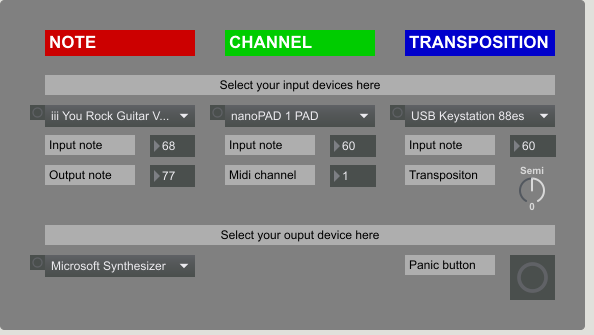 NOTE CHANNEL TRANSPOSITION
Select your input devices here
iii You Rock Guitar V... nanoPAD 1 PAD USB Keystation 88es
Input note 68 Input note 60 Input note 60
Output note 77 Midi channel 1 Transpositon Semi
0
Select your ouput device here
Microsoft Synthesizer Panic button